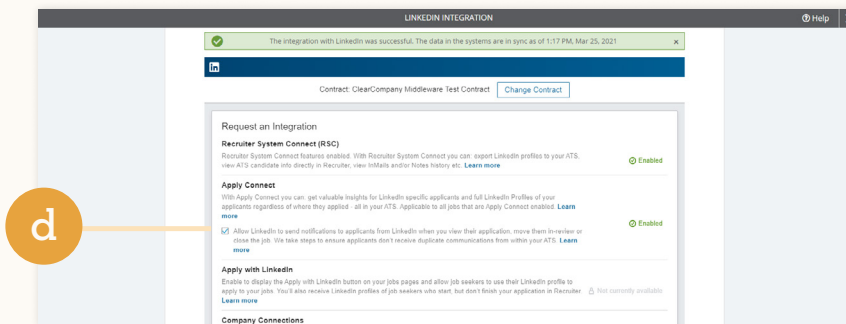 LINKEDIN INTEGRATION
Help
The integration with LinkedIn was successful. The data in the systems are in sync as of 1:17 PM, Mar 25, 2021 ×
in
Contract: ClearCompany Middleware Test Contract Change Contract
Request an Integration
Recruiter System Connect (RSC)
Recruiter System Connect features enabled. With Recruiter System Connect you can: export LinkedIn profiles to your ATS,
view ATS candidate info directly in Recruiter, view InMails and/or Notes history etc. Learn more
Enabled
Apply Connect
With Apply Connect you can: get valuable insights for LinkedIn specific applicants and full LinkedIn Profiles of your
applicants regardless of where they applied - all in your ATS. Applicable to all jobs that are Apply Connect enabled. Learn
more
Enabled
d
Allow LinkedIn to send notifications to applicants from LinkedIn when you view their application, move them in-review or
close the job. We take steps to ensure applicants don't receive duplicate communications from within your ATS. Learn
more
Apply with LinkedIn
Enable to display the Apply with LinkedIn button on your jobs pages and allow job seekers to use their LinkedIn profile to
apply to your jobs. You'll also receive LinkedIn profiles of job seekers who start, but don't finish your application in Recruiter.
Learn more
Not currently available
Company Connections